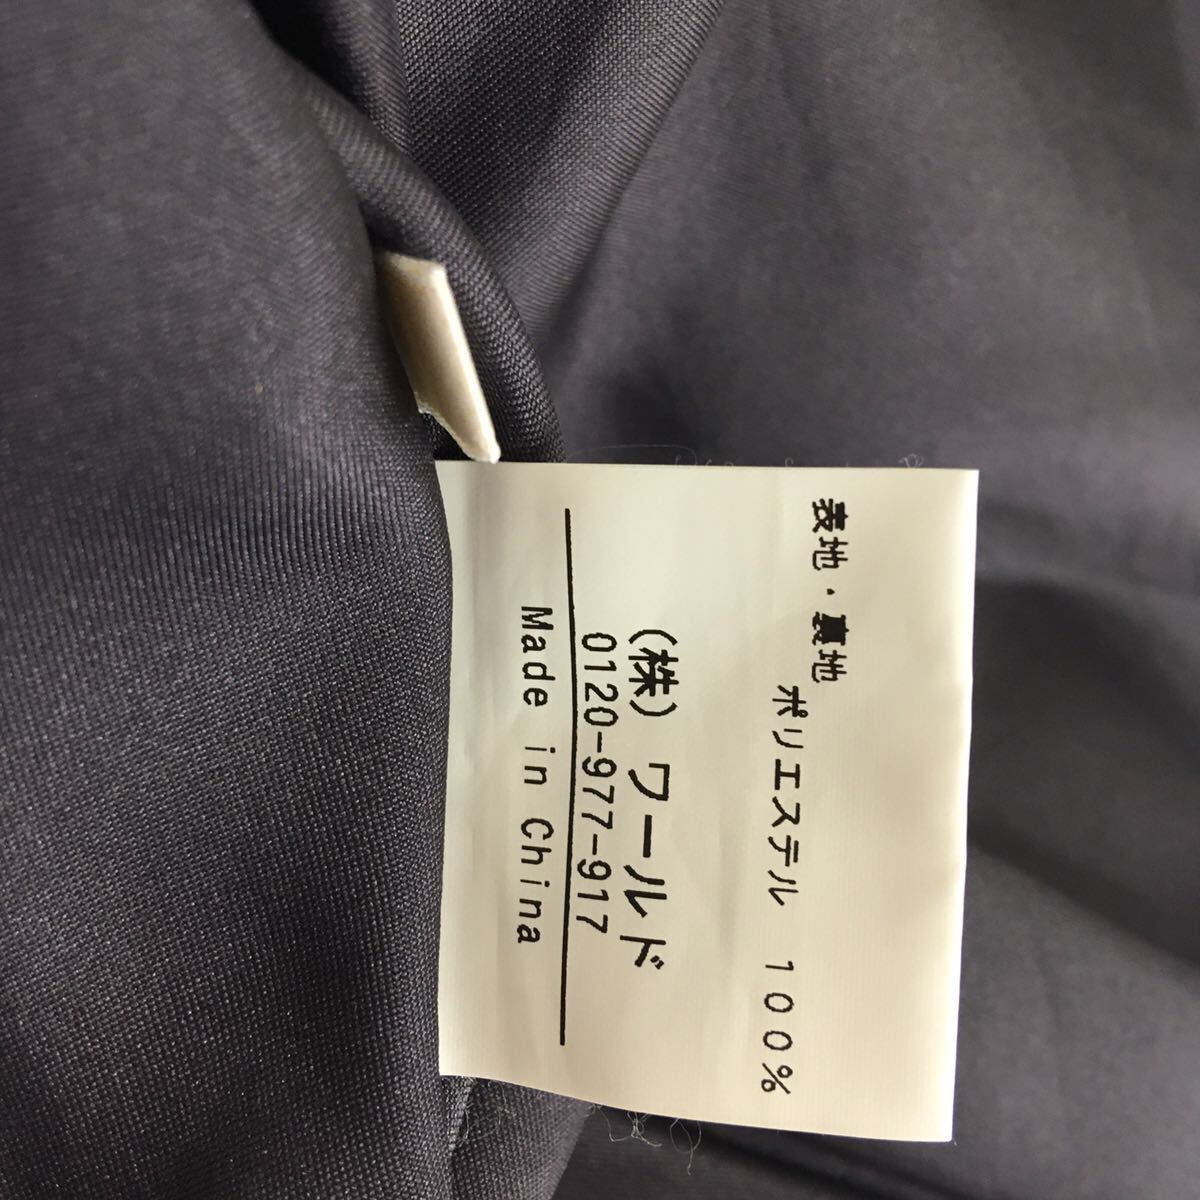 表地・裏地
ポリエステル 100%
(株) ワールド
0120-977-917
Made in China